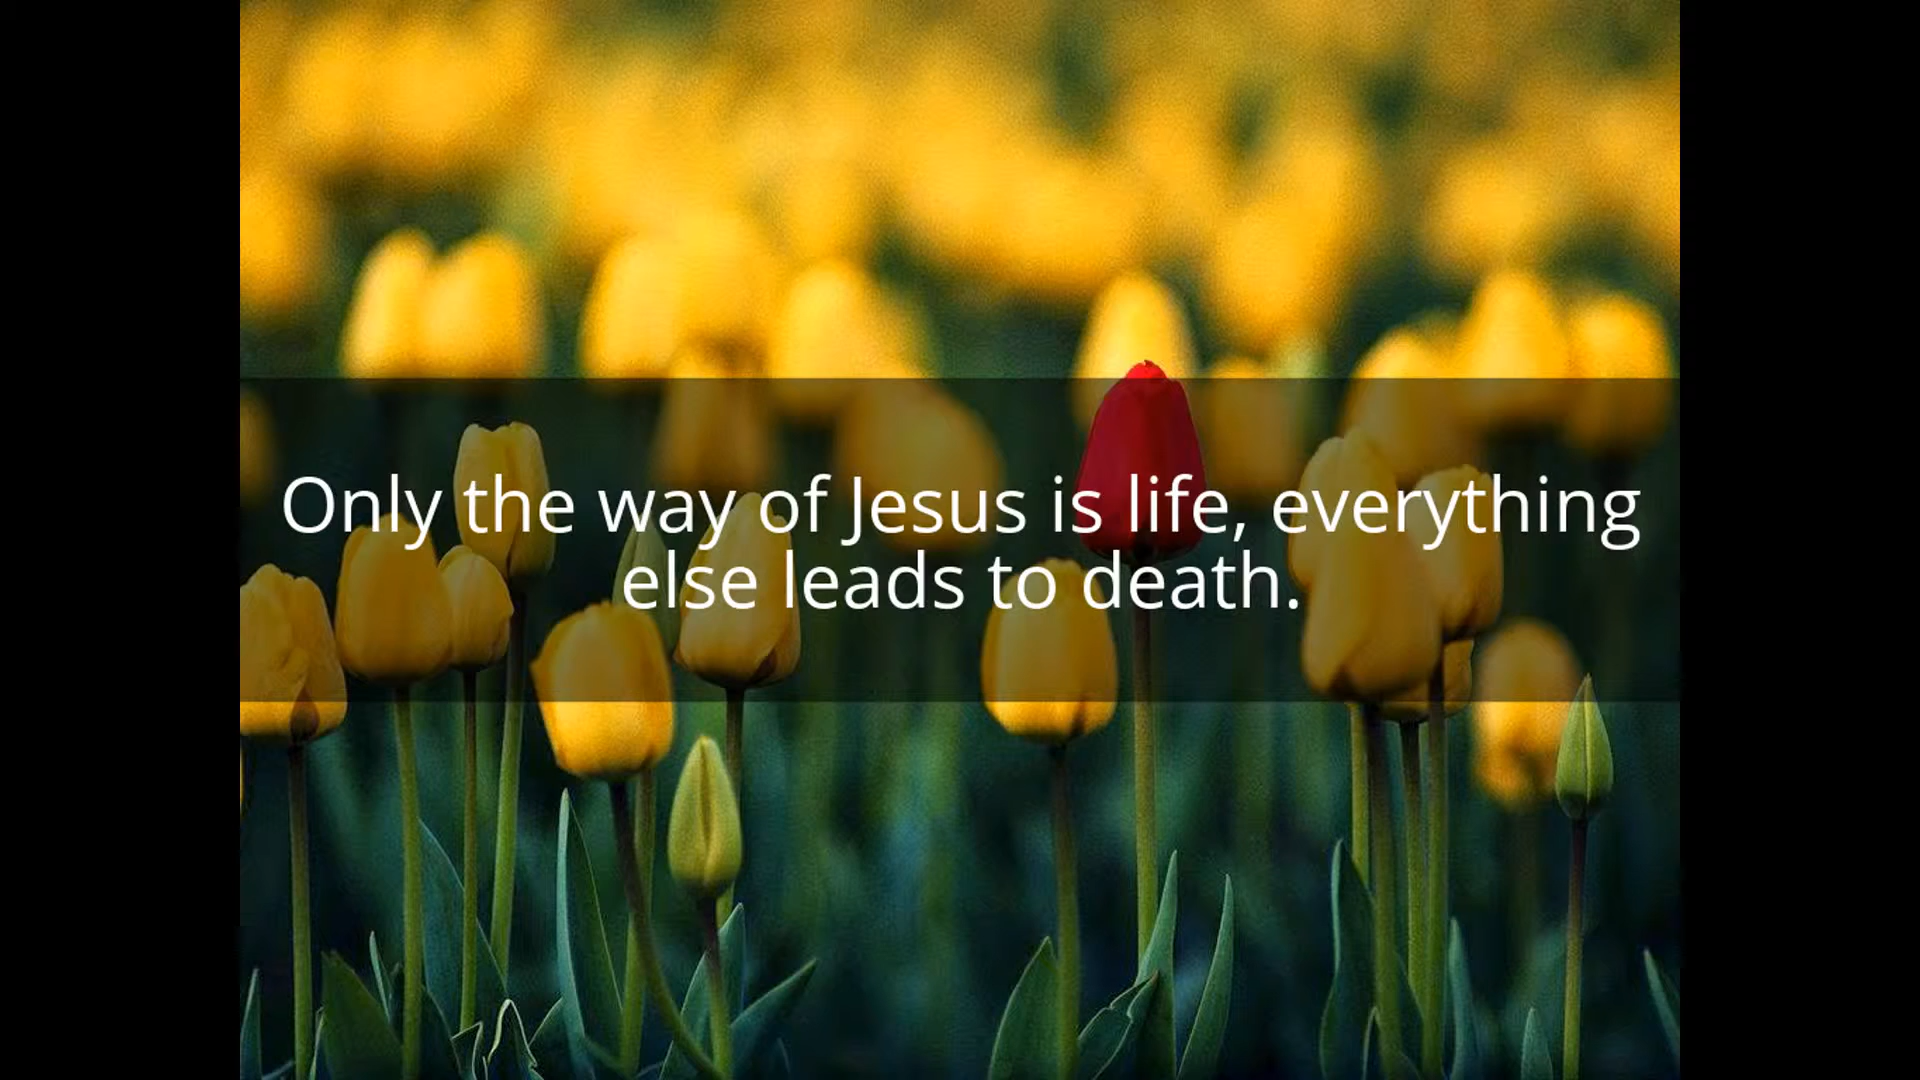 Only the way of Jesus is life, everything
else leads to death.